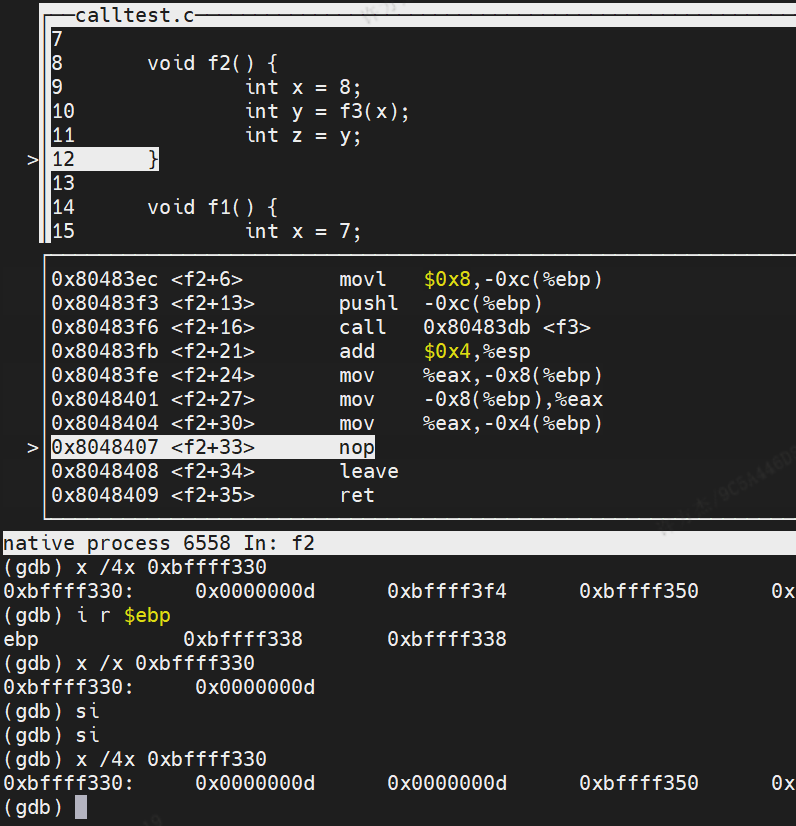 calltest.c
7
8 void f2() {
9 int x = 8;
10 int y = f3(x);
11 int z = y;
> 12 }
13
14 void f1() {
15 int x = 7;
0x80483ec <f2+6> movl $0x8,-0xc(%ebp)
0x80483f3 <f2+13> pushl -0xc(%ebp)
0x80483f6 <f2+16> call 0x80483db <f3>
0x80483fb <f2+21> add $0x4,%esp
0x80483fe <f2+24> mov %eax,-0x8(%ebp)
0x8048401 <f2+27> mov -0x8(%ebp),%eax
0x8048404 <f2+30> mov %eax,-0x4(%ebp)
> 0x8048407 <f2+33> nop
0x8048408 <f2+34> leave
0x8048409 <f2+35> ret
native process 6558 In: f2
(gdb) x /4x 0xbffff330
0xbffff330: 0x0000000d 0xbffff3f4 0xbffff350 0x
(gdb) i r $ebp
ebp 0xbffff338 0xbffff338
(gdb) x /x 0xbffff330
0xbffff330: 0x0000000d
(gdb) si
(gdb) si
(gdb) x /4x 0xbffff330
0xbffff330: 0x0000000d 0x0000000d 0xbffff350 0x
(gdb)